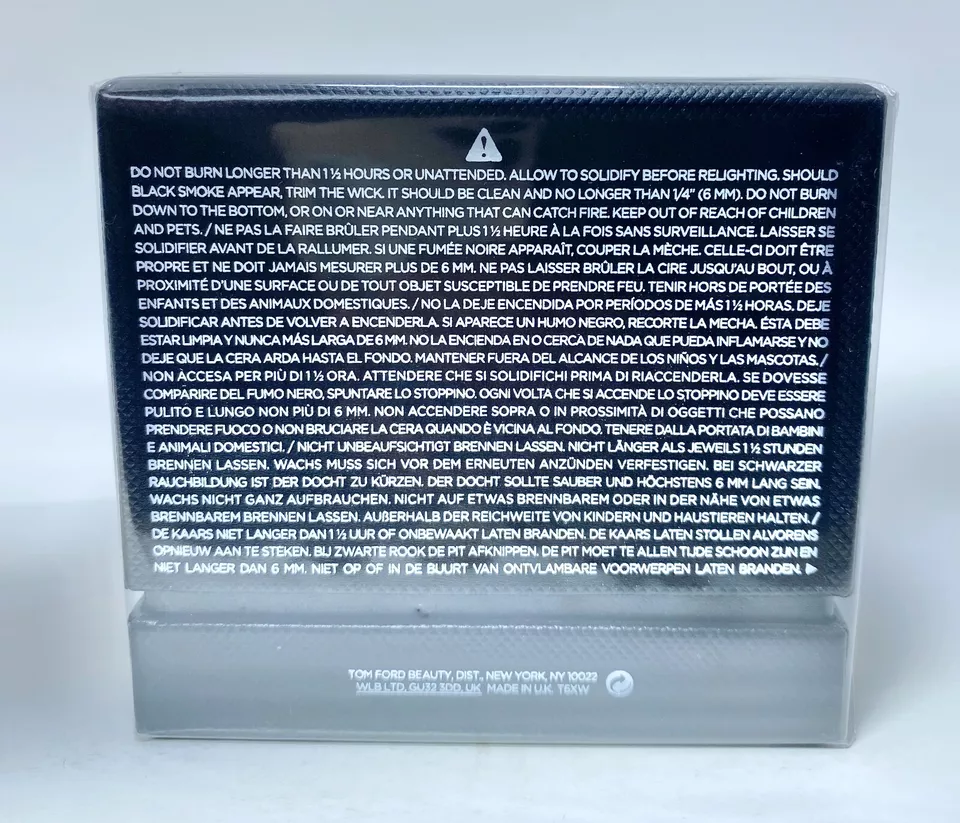 DO NOT BURN LONGER THAN 1½ HOURS OR UNATTENDED. ALLOW TO SOLIDIFY BEFORE RELIGHTING. SHOULD
BLACK SMOKE APPEAR, TRIM THE WICK. IT SHOULD BE CLEAN AND NO LONGER THAN 1/4" (6 MM). DO NOT BURN
DOWN TO THE BOTTOM, OR ON OR NEAR ANYTHING THAT CAN CATCH FIRE. KEEP OUT OF REACH OF CHILDREN
AND PETS. / NE PAS LA FAIRE BRÛLER PENDANT PLUS 1½ HEURE À LA FOIS SANS SURVEILLANCE. LAISSER SE
SOLIDIFIER AVANT DE LA RALLUMER. SI UNE FUMÉE NOIRE APPARAÎT, COUPER LA MÈCHE. CELLE-CI DOIT ÊTRE
PROPRE ET NE DOIT JAMAIS MESURER PLUS DE 6 MM. NE PAS LAISSER BRÛLER LA CIRE JUSQU'AU BOUT, OU À
PROXIMITÉ D'UNE SURFACE OU DE TOUT OBJET SUSCEPTIBLE DE PRENDRE FEU. TENIR HORS DE PORTÉE DES
ENFANTS ET DES ANIMAUX DOMESTIQUES. / NO LA DEJE ENCENDIDA POR PERÍODOS DE MÁS 1½ HORAS. DEJE
SOLIDIFICAR ANTES DE VOLVER A ENCENDERLA. SI APARECE UN HUMO NEGRO, RECORTE LA MECHA. ÉSTA DEBE
ESTAR LIMPIA Y NUNCA MÁS LARGA DE 6 MM. NO LA ENCIENDA EN O CERCA DE NADA QUE PUEDA INFLAMARSE Y NO
DEJE QUE LA CERA ARDA HASTA EL FONDO. MANTENER FUERA DEL ALCANCE DE LOS NIÑOS Y LAS MASCOTAS. /
NON ACCESA PER PIÙ DI 1½ ORA. ATTENDERE CHE SI SOLIDIFICHI PRIMA DI RIACCENDERLA. SE DOVESSE
COMPARIRE DEL FUMO NERO, SPUNTARE LO STOPPINO. OGNI VOLTA CHE SI ACCENDE LO STOPPINO DEVE ESSERE
PULITO E LUNGO NON PIÙ DI 6 MM. NON ACCENDERE SOPRA O IN PROSSIMITÀ DI OGGETTI CHE POSSANO
PRENDERE FUOCO O NON BRUCIARE LA CERA QUANDO È VICINA AL FONDO. TENERE DALLA PORTATA DI BAMBINI
E ANIMALI DOMESTICI. / NICHT UNBEAUFSICHTIGT BRENNEN LASSEN. NICHT LÄNGER ALS JEWEILS 1½ STUNDEN
BRENNEN LASSEN. WACHS MUSS SICH VOR DEM ERNEUTEN ANZÜNDEN VERFESTIGEN. BEI SCHWARZER
RAUCHBILDUNG IST DER DOCHT ZU KÜRZEN. DER DOCHT SOLLTE SAUBER UND HÖCHSTENS 6 MM LANG SEIN.
WACHS NICHT GANZ AUFBRAUCHEN. NICHT AUF ETWAS BRENNBAREM ODER IN DER NÄHE VON ETWAS
BRENNBAREM BRENNEN LASSEN. AUßERHALB DER REICHWEITE VON KINDERN UND HAUSTIEREN HALTEN. /
DE KAARS NIET LANGER DAN 1½ UUR OF ONBEWAAKT LATEN BRANDEN. DE KAARS LATEN STOLLEN ALVORENS
OPNIEUW AAN TE STEKEN. BIJ ZWARTE ROOK DE PIT AFKNIPPEN. DE PIT MOET TE ALLEN TIJDE SCHOON ZIJN EN
NIET LANGER DAN 6 MM. NIET OP OF IN DE BUURT VAN ONTVLAMBARE VOORWERPEN LATEN BRANDEN. ▶
TOM FORD BEAUTY, DIST., NEW YORK, NY 10022
WLB LTD, GU32 3DD, UK MADE IN U.K. T6XW